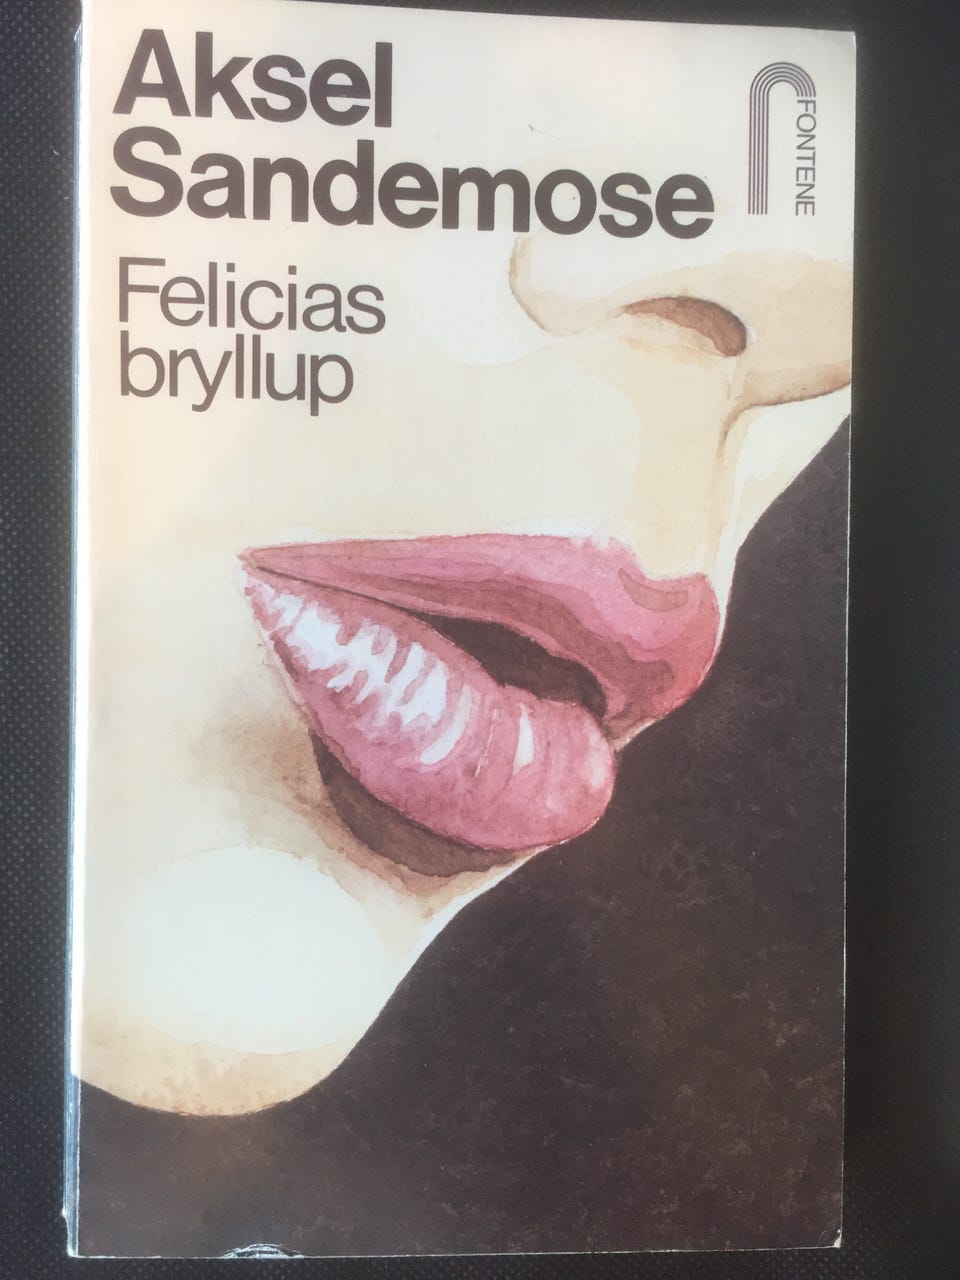 Aksel
Sandemose
Felicias
bryllup
FONTENE